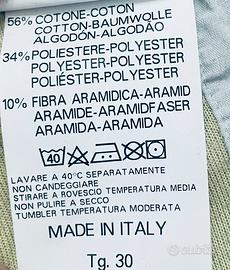 56% COTONE-COTON
COTTON-BAUMWOLLE
ALGODÓN-ALGODÃO
34% POLIESTERE-POLYESTER
POLYESTER-POLYESTER
POLIÉSTER-POLYESTER
10% FIBRA ARAMIDICA-ARAMID
ARAMIDE-ARAMIDFASER
ARAMIDA-ARAMIDA
40
LAVARE A 40°C SEPARATAMENTE
NON CANDEGGIARE
STIRARE A ROVESCIO TEMPERATURA MEDIA
NON PULIRE A SECCO
TUMBLER TEMPERATURA MODERATA
MADE IN ITALY
Tg. 30
subito